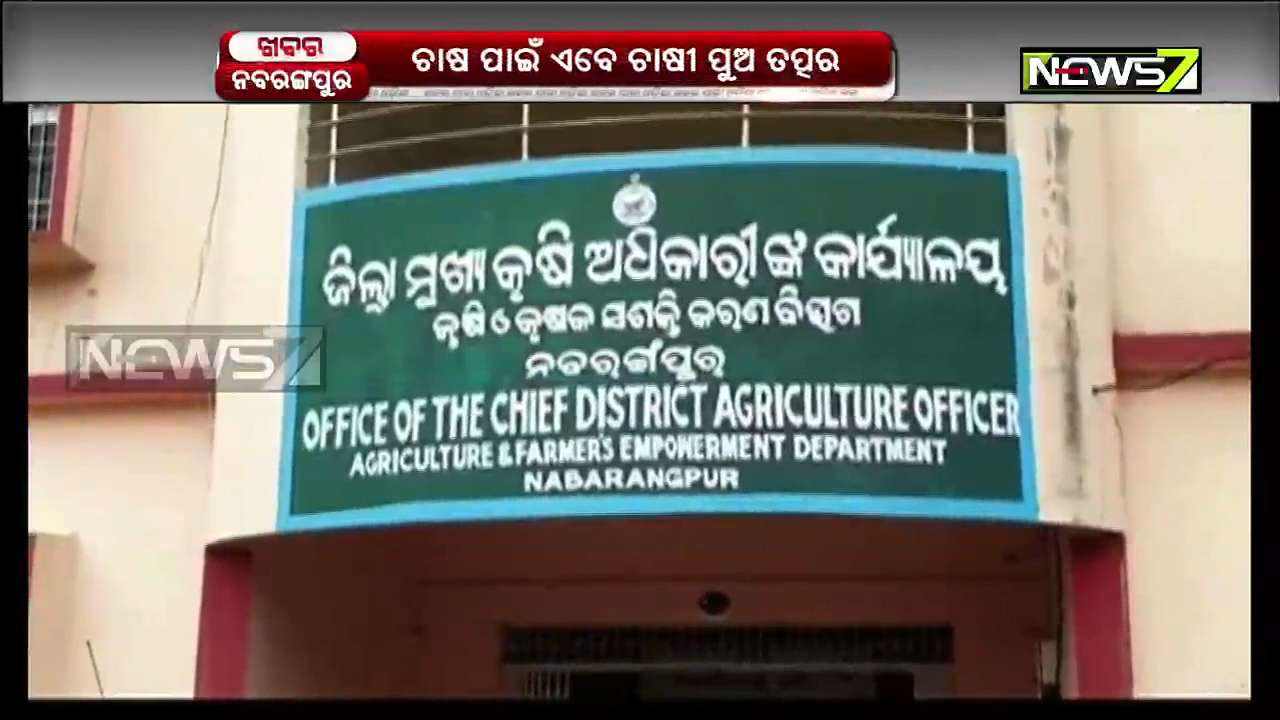 ଖବର
ନବରଙ୍ଗପୁର
ଚାଷ ପାଇଁ ଏବେ ଚାଷୀ ପୁଅ ତତ୍ପର
NEWS7
ଜିଲ୍ଲା ମୁଖ୍ୟ କୃଷି ଅଧିକାରୀଙ୍କ କାର୍ଯ୍ୟାଳୟ
କୃଷି ଓ କୃଷକ ସଶକ୍ତି କରଣ ବିଭାଗ
ନବରଙ୍ଗପୁର
NEWS7
OFFICE OF THE CHIEF DISTRICT AGRICULTURE OFFICER
AGRICULTURE & FARMER'S EMPOWERMENT DEPARTMENT
NABARANGPUR